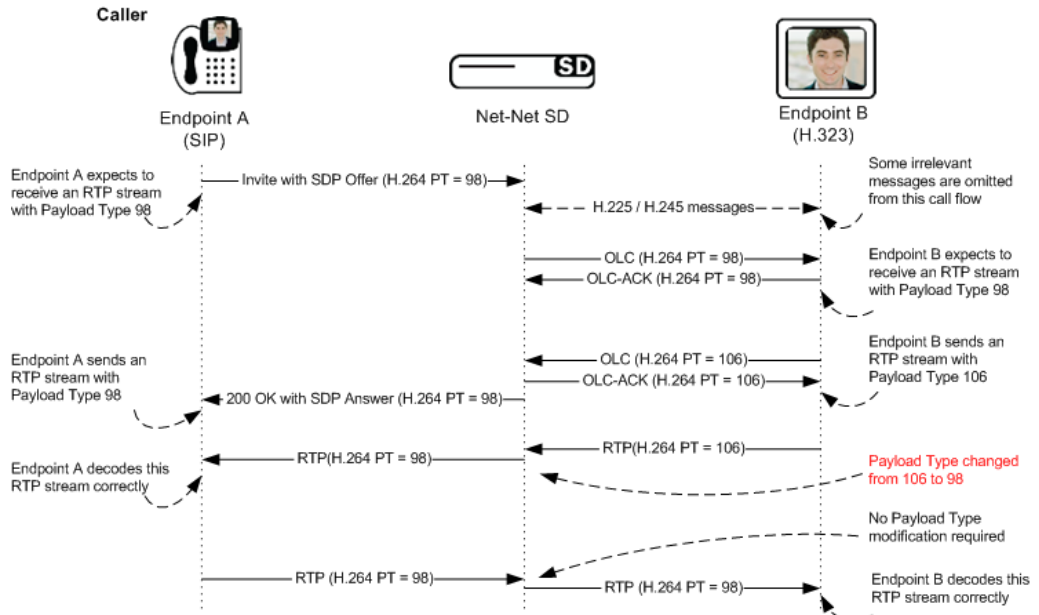 Caller
SD
Endpoint A
(SIP)
Net-Net SD
Endpoint B
(H.323)
Endpoint A expects to
receive an RTP stream
with Payload Type 98
Invite with SDP Offer (H.264 PT = 98)
Some irrelevant
messages are omitted
from this call flow
H.225 / H.245 messages
OLC (H.264 PT = 98)
OLC-ACK (H.264 PT = 98)
Endpoint B expects to
receive an RTP stream
with Payload Type 98
Endpoint A sends an
RTP stream with
Payload Type 98
OLC (H.264 PT = 106)
OLC-ACK (H.264 PT = 106)
200 OK with SDP Answer (H.264 PT = 98)
Endpoint B sends an
RTP stream with
Payload Type 106
RTP(H.264 PT = 106)
RTP(H.264 PT = 98)
Endpoint A decodes this
RTP stream correctly
Payload Type changed
from 106 to 98
No Payload Type
modification required
RTP (H.264 PT = 98)
RTP (H.264 PT = 98)
Endpoint B decodes this
RTP stream correctly